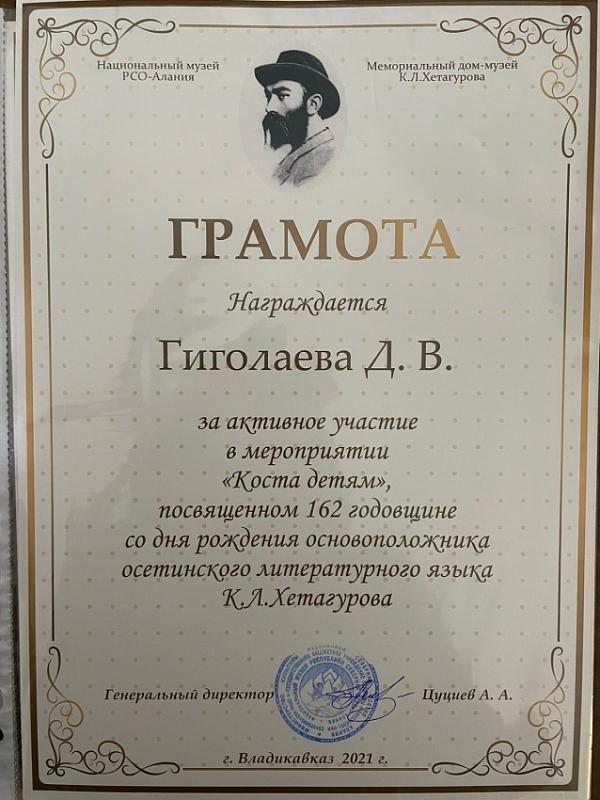 Национальный музей
РСО-Алания
Мемориальный дом-музей
К.Л.Хетагурова
ГРАМОТА
Награждается
Гиголаева Д. В.
за активное участие
в мероприятии
«Коста детям»,
посвященном 162 годовщине
со дня рождения основоположника
осетинского литературного языка
К.Л.Хетагурова
Генеральный директор Цуциев А. А.
г. Владикавказ 2021 г.